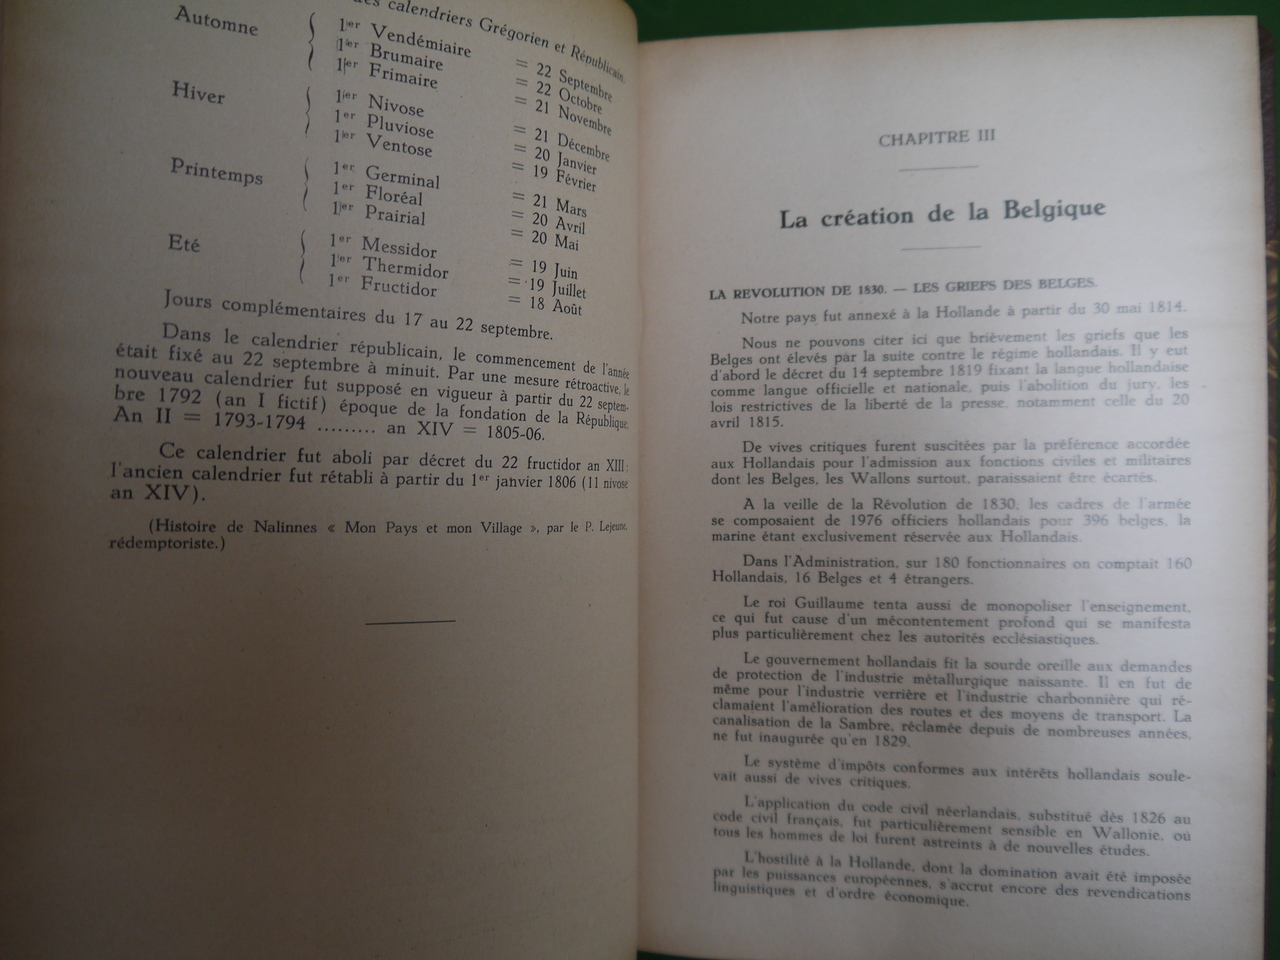 des calendriers Grégorien et Républicain.
Automne
1er Vendémiaire = 22 Septembre
1er Brumaire = 22 Octobre
1er Frimaire = 21 Novembre
Hiver
1er Nivose = 21 Décembre
1er Pluviose = 20 Janvier
1er Ventose = 19 Février
Printemps
1er Germinal = 21 Mars
1er Floréal = 20 Avril
1er Prairial = 20 Mai
Eté
1er Messidor = 19 Juin
1er Thermidor = 19 Juillet
1er Fructidor = 18 Août
Jours complémentaires du 17 au 22 septembre.
Dans le calendrier républicain, le commencement de l'année
était fixé au 22 septembre à minuit. Par une mesure rétroactive, le
nouveau calendrier fut supposé en vigueur à partir du 22 septem-
bre 1792 (an I fictif) époque de la fondation de la République.
An II = 1793-1794 ......... an XIV = 1805-06.
Ce calendrier fut aboli par décret du 22 fructidor an XIII ;
l'ancien calendrier fut rétabli à partir du 1er janvier 1806 (11 nivose
an XIV).
(Histoire de Nalinnes « Mon Pays et mon Village », par le P. Lejeune,
rédemptoriste.)
CHAPITRE III
La création de la Belgique
LA REVOLUTION DE 1830. — LES GRIEFS DES BELGES.
Notre pays fut annexé à la Hollande à partir du 30 mai 1814.
Nous ne pouvons citer ici que brièvement les griefs que les
Belges ont élevés par la suite contre le régime hollandais. Il y eut
d'abord le décret du 14 septembre 1819 fixant la langue hollandaise
comme langue officielle et nationale, puis l'abolition du jury, les
lois restrictives de la liberté de la presse, notamment celle du 20
avril 1815.
De vives critiques furent suscitées par la préférence accordée
aux Hollandais pour l'admission aux fonctions civiles et militaires
dont les Belges, les Wallons surtout, paraissaient être écartés.
A la veille de la Révolution de 1830, les cadres de l'armée
se composaient de 1976 officiers hollandais pour 396 belges, la
marine étant exclusivement réservée aux Hollandais.
Dans l'Administration, sur 180 fonctionnaires on comptait 160
Hollandais, 16 Belges et 4 étrangers.
Le roi Guillaume tenta aussi de monopoliser l'enseignement,
ce qui fut cause d'un mécontentement profond qui se manifesta
plus particulièrement chez les autorités ecclésiastiques.
Le gouvernement hollandais fit la sourde oreille aux demandes
de protection de l'industrie métallurgique naissante. Il en fut de
même pour l'industrie verrière et l'industrie charbonnière qui ré-
clamaient l'amélioration des routes et des moyens de transport. La
canalisation de la Sambre, réclamée depuis de nombreuses années,
ne fut inaugurée qu'en 1829.
Le système d'impôts conformes aux intérêts hollandais soule-
vait aussi de vives critiques.
L'application du code civil néerlandais, substitué dès 1826 au
code civil français, fut particulièrement sensible en Wallonie, où
tous les hommes de loi furent astreints à de nouvelles études.
L'hostilité à la Hollande, dont la domination avait été imposée
par les puissances européennes, s'accrut encore des revendications
linguistiques et d'ordre économique.